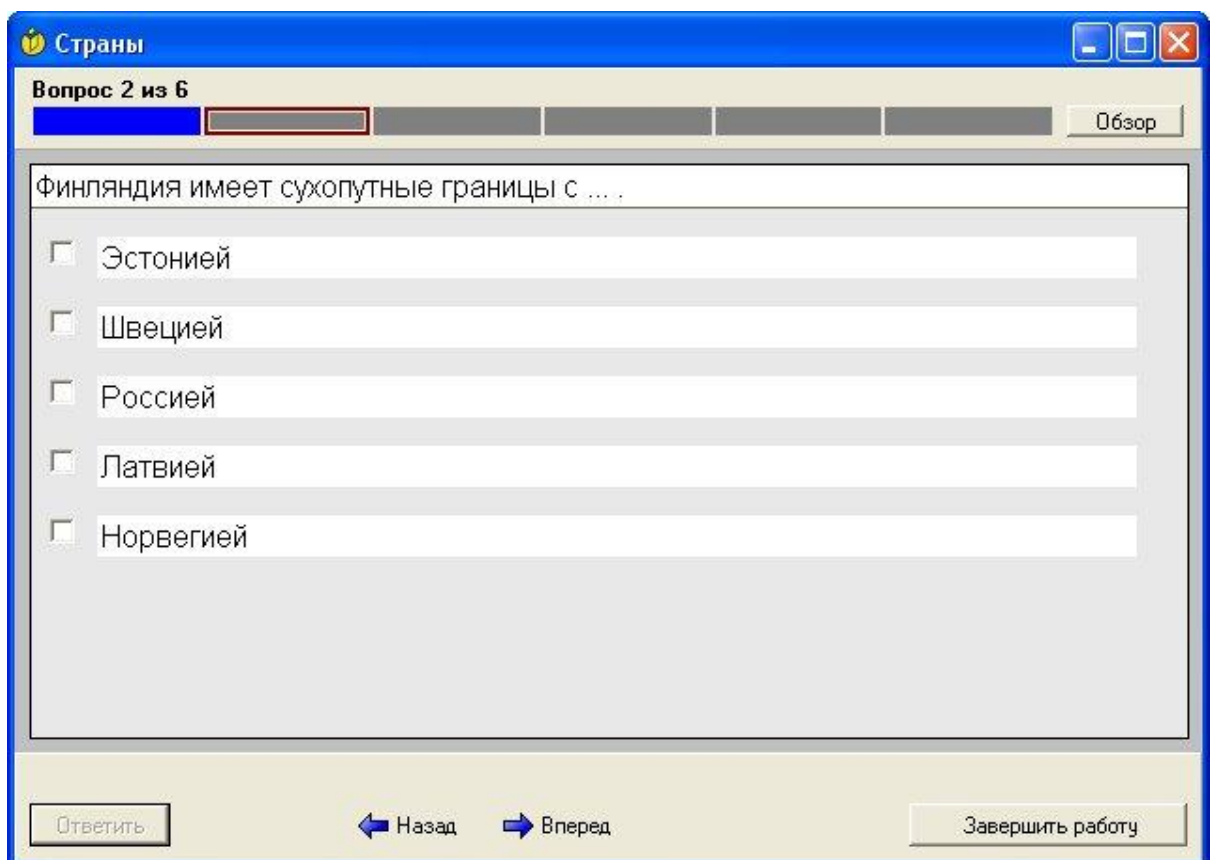 Страны
Вопрос 2 из 6
Обзор
Финляндия имеет сухопутные границы с ... .
Эстонией
Швецией
Россией
Латвией
Норвегией
Ответить
Назад
Вперед
Завершить работу